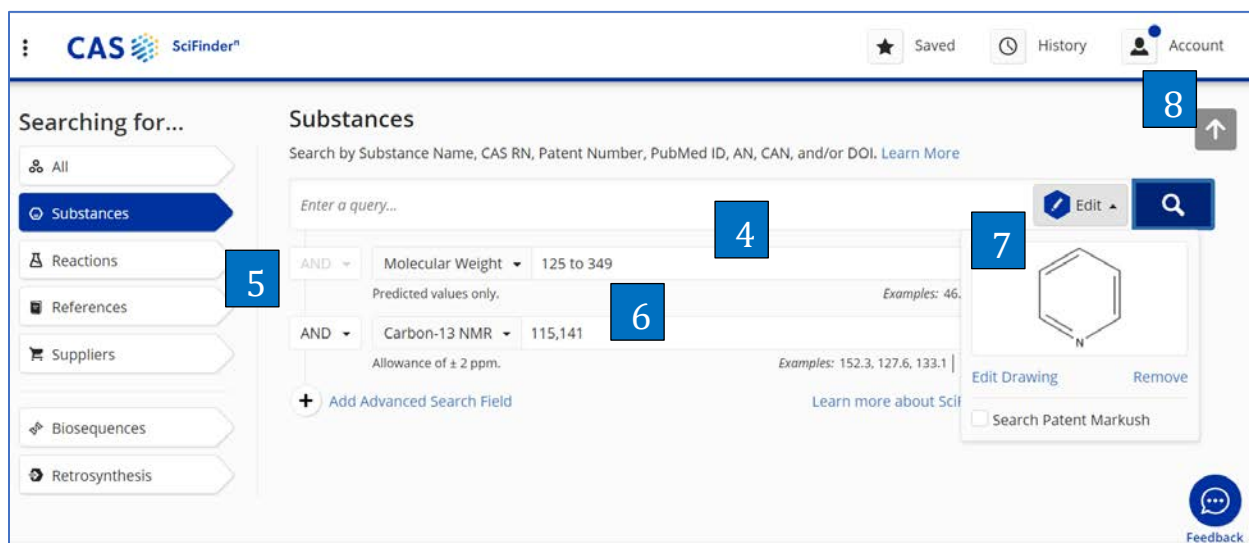 CAS SciFinderⁿ
Saved
History
Account
8
Searching for...
All
Substances
Reactions
References
Suppliers
Biosequences
Retrosynthesis
5
Substances
Search by Substance Name, CAS RN, Patent Number, PubMed ID, AN, CAN, and/or DOI. Learn More
Enter a query...
Edit
4
7
AND Molecular Weight 125 to 349
Predicted values only. Examples: 46.
6
AND Carbon-13 NMR 115,141
Allowance of ± 2 ppm. Examples: 152.3, 127.6, 133.1 |
Add Advanced Search Field Learn more about SciF
N
Edit Drawing Remove
Search Patent Markush
Feedback